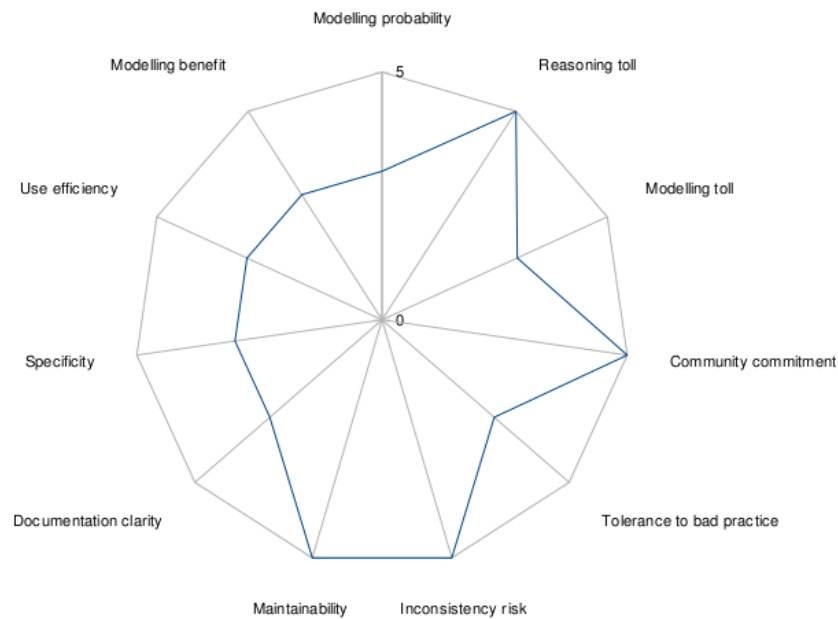 Modelling probability
Modelling benefit
Reasoning toll
5
Use efficiency
Modelling toll
0
Specificity
Community commitment
Documentation clarity
Tolerance to bad practice
Maintainability
Inconsistency risk